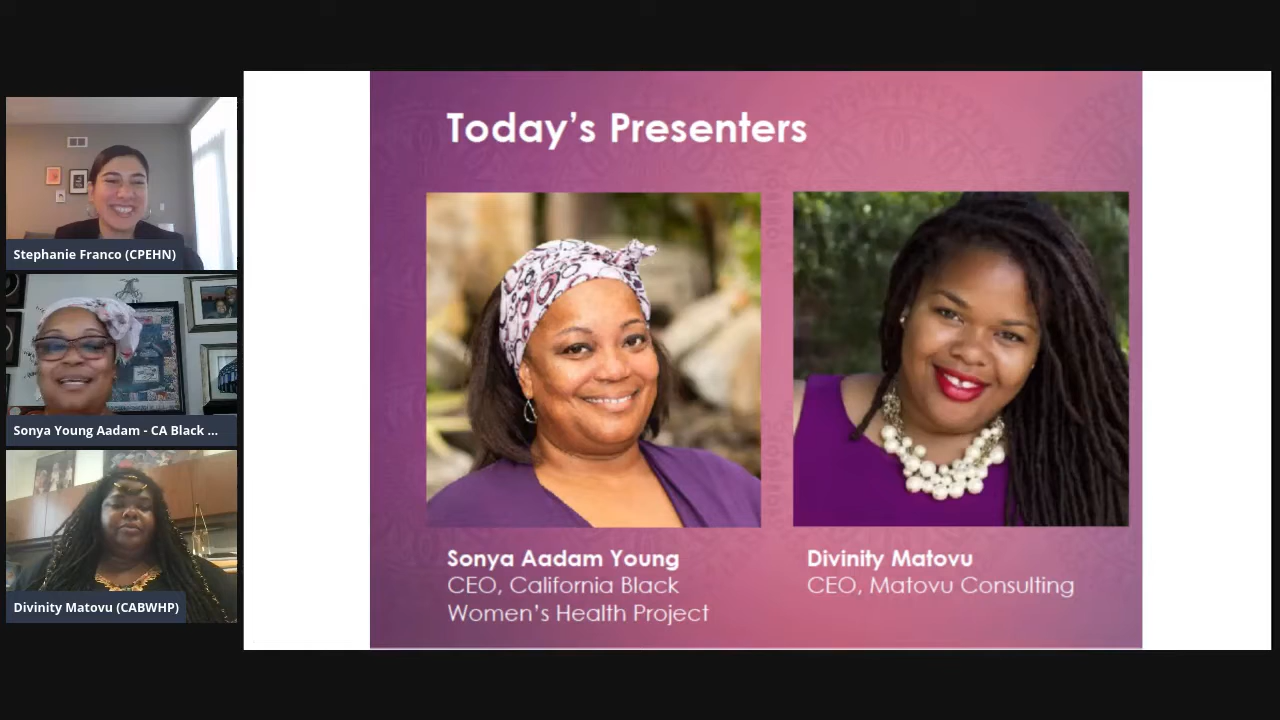 Today's Presenters
Stephanie Franco (CPEHN)
Sonya Young Aadam - CA Black ...
Divinity Matovu (CABWHP)
Sonya Aadam Young
CEO, California Black
Women's Health Project
Divinity Matovu
CEO, Matovu Consulting